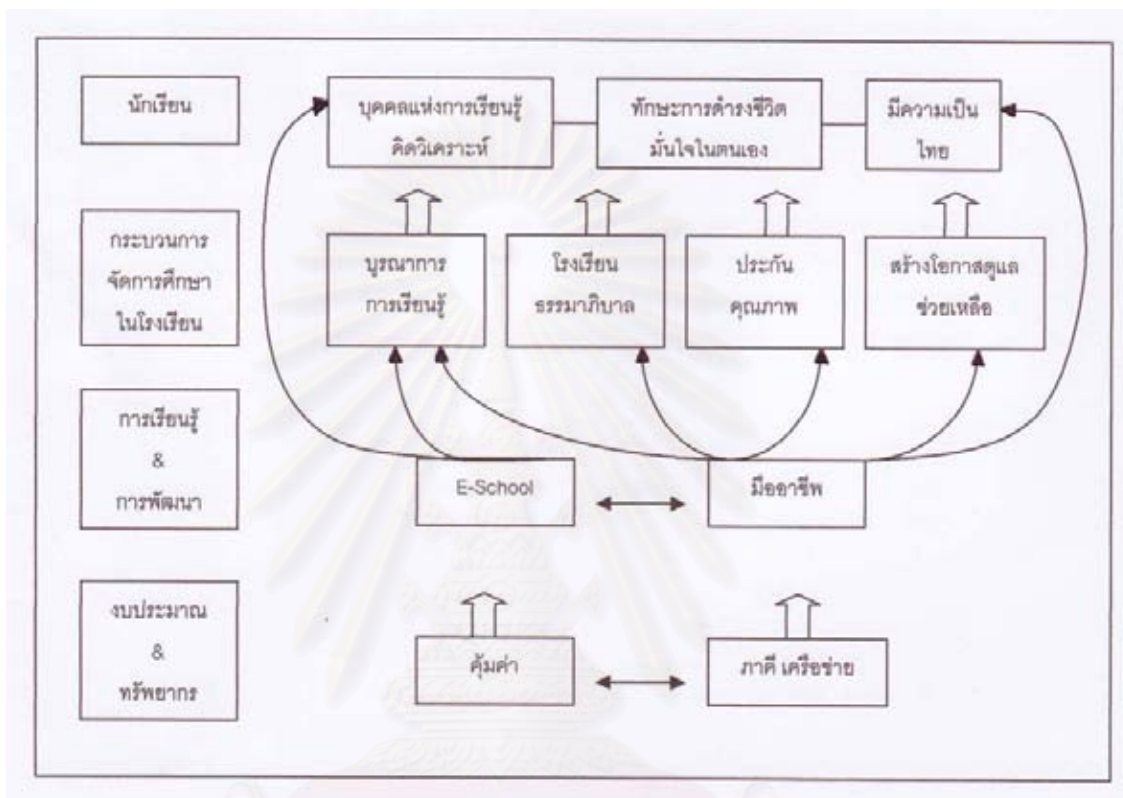 นักเรียน
บุคคลแห่งการเรียนรู้
คิดวิเคราะห์
ทักษะการดำรงชีวิต
มั่นใจในตนเอง
มีความเป็น
ไทย
กระบวนการ
จัดการศึกษา
ในโรงเรียน
บูรณาการ
การเรียนรู้
โรงเรียน
ธรรมาภิบาล
ประกัน
คุณภาพ
สร้างโอกาสดูแล
ช่วยเหลือ
การเรียนรู้
&
การพัฒนา
E-School
มืออาชีพ
งบประมาณ
&
ทรัพยากร
คุ้มค่า
ภาคี เครือข่าย